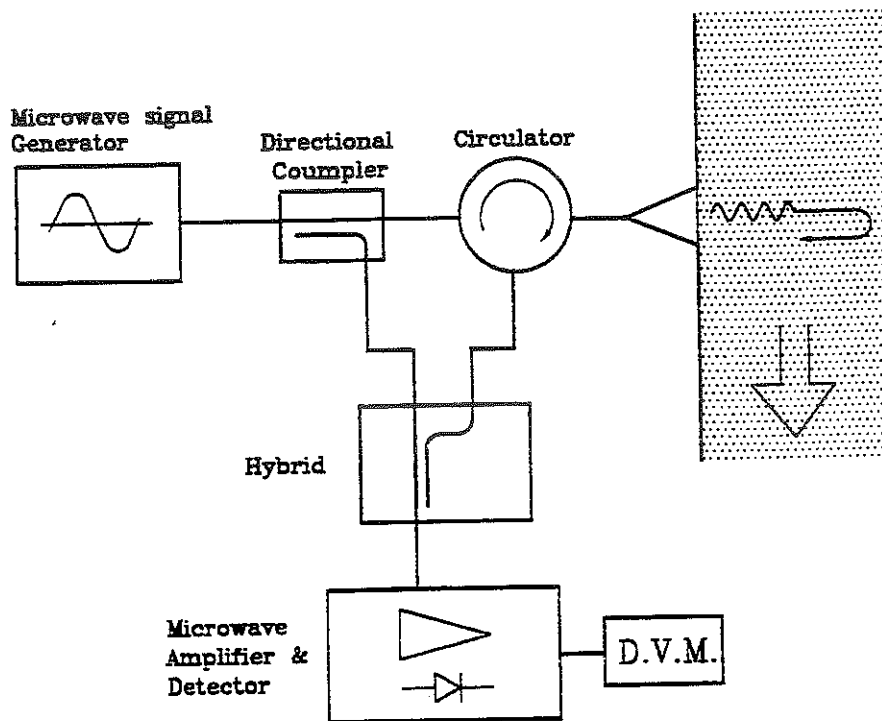 Microwave signal
Generator
Directional
Coumpler
Circulator
Hybrid
Microwave
Amplifier &
Detector
D.V.M.